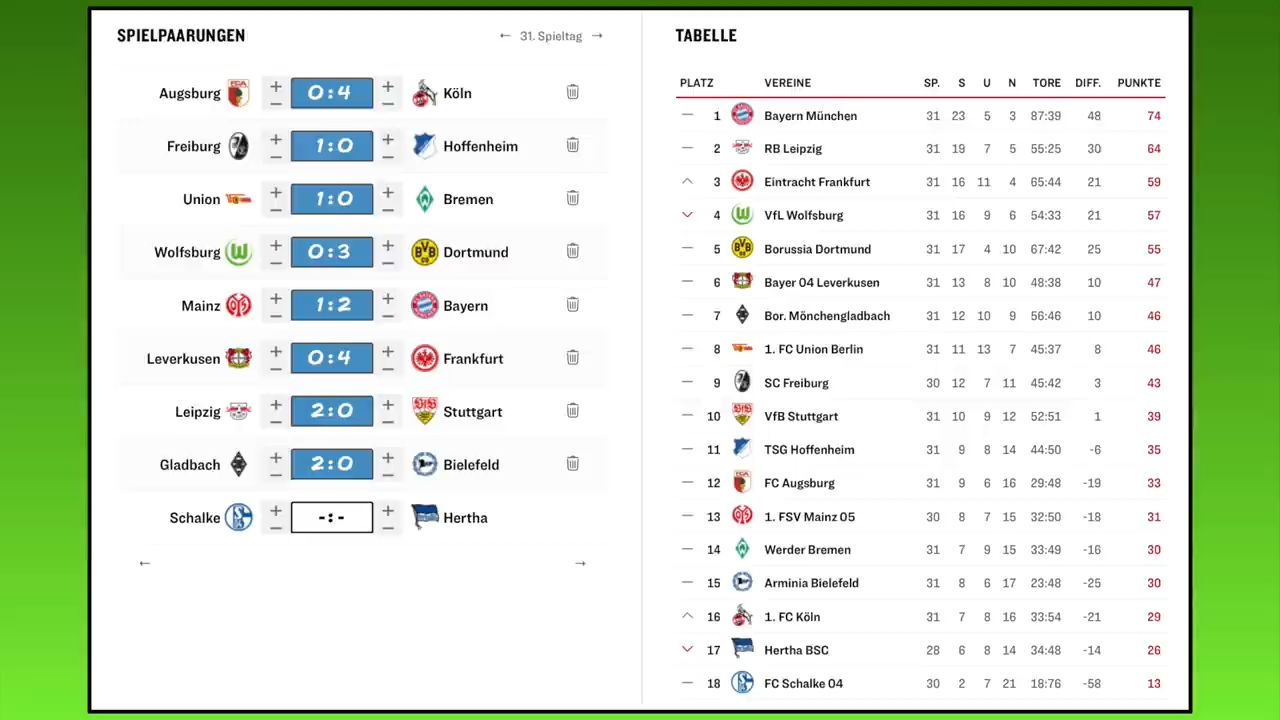 SPIELPAARUNGEN
← 31. Spieltag →
Augsburg + − 0:4 + − Köln
Freiburg + − 1:0 + − Hoffenheim
Union + − 1:0 + − Bremen
Wolfsburg + − 0:3 + − Dortmund
Mainz + − 1:2 + − Bayern
Leverkusen + − 0:4 + − Frankfurt
Leipzig + − 2:0 + − Stuttgart
Gladbach + − 2:0 + − Bielefeld
Schalke + − -:- + − Hertha
← →
TABELLE
PLATZ VEREINE SP. S U N TORE DIFF. PUNKTE
1 Bayern München 31 23 5 3 87:39 48 74
2 RB Leipzig 31 19 7 5 55:25 30 64
3 Eintracht Frankfurt 31 16 11 4 65:44 21 59
4 VfL Wolfsburg 31 16 9 6 54:33 21 57
5 Borussia Dortmund 31 17 4 10 67:42 25 55
6 Bayer 04 Leverkusen 31 13 8 10 48:38 10 47
7 Bor. Mönchengladbach 31 12 10 9 56:46 10 46
8 1. FC Union Berlin 31 11 13 7 45:37 8 46
9 SC Freiburg 30 12 7 11 45:42 3 43
10 VfB Stuttgart 31 10 9 12 52:51 1 39
11 TSG Hoffenheim 31 9 8 14 44:50 -6 35
12 FC Augsburg 31 9 6 16 29:48 -19 33
13 1. FSV Mainz 05 30 8 7 15 32:50 -18 31
14 Werder Bremen 31 7 9 15 33:49 -16 30
15 Arminia Bielefeld 31 8 6 17 23:48 -25 30
16 1. FC Köln 31 7 8 16 33:54 -21 29
17 Hertha BSC 28 6 8 14 34:48 -14 26
18 FC Schalke 04 30 2 7 21 18:76 -58 13